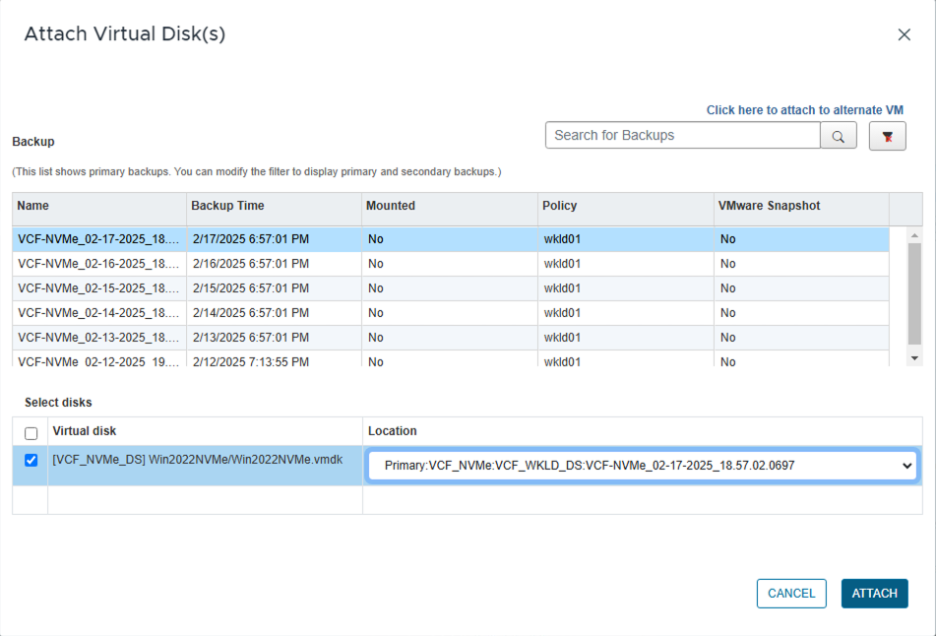 Attach Virtual Disk(s)
Click here to attach to alternate VM
Search for Backups
Backup
(This list shows primary backups. You can modify the filter to display primary and secondary backups.)
Name Backup Time Mounted Policy VMware Snapshot
VCF-NVMe_02-17-2025_18.... 2/17/2025 6:57:01 PM No wkld01 No
VCF-NVMe_02-16-2025_18.... 2/16/2025 6:57:01 PM No wkld01 No
VCF-NVMe_02-15-2025_18.... 2/15/2025 6:57:01 PM No wkld01 No
VCF-NVMe_02-14-2025_18.... 2/14/2025 6:57:01 PM No wkld01 No
VCF-NVMe_02-13-2025_18.... 2/13/2025 6:57:01 PM No wkld01 No
VCF-NVMe_02-12-2025_19.... 2/12/2025 7:13:55 PM No wkld01 No
Select disks
Virtual disk Location
[VCF_NVMe_DS] Win2022NVMe/Win2022NVMe.vmdk Primary:VCF_NVMe:VCF_WKLD_DS:VCF-NVMe_02-17-2025_18.57.02.0697
CANCEL ATTACH